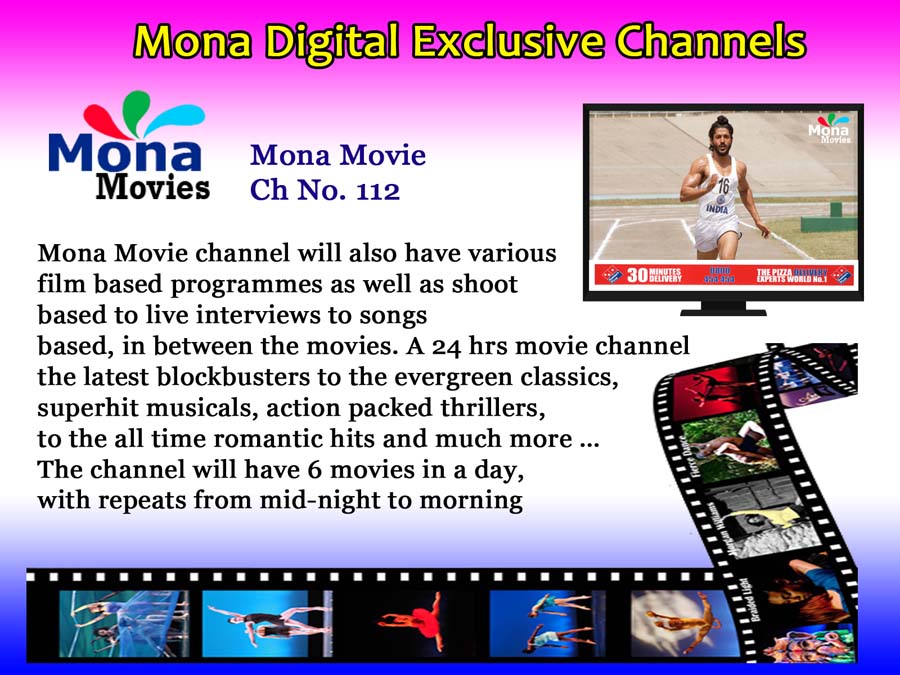 Mona Digital Exclusive Channels
Mona
Movies
Mona Movie
Ch No. 112
Mona
Movies
16
INDIA
30 MINUTES
DELIVERY
THE PIZZA DELIVERY
EXPERTS WORLD No.1
Mona Movie channel will also have various
film based programmes as well as shoot
based to live interviews to songs
based, in between the movies. A 24 hrs movie channel
the latest blockbusters to the evergreen classics,
superhit musicals, action packed thrillers,
to the all time romantic hits and much more ...
The channel will have 6 movies in a day,
with repeats from mid-night to morning
Fierce Dance
Braided Light